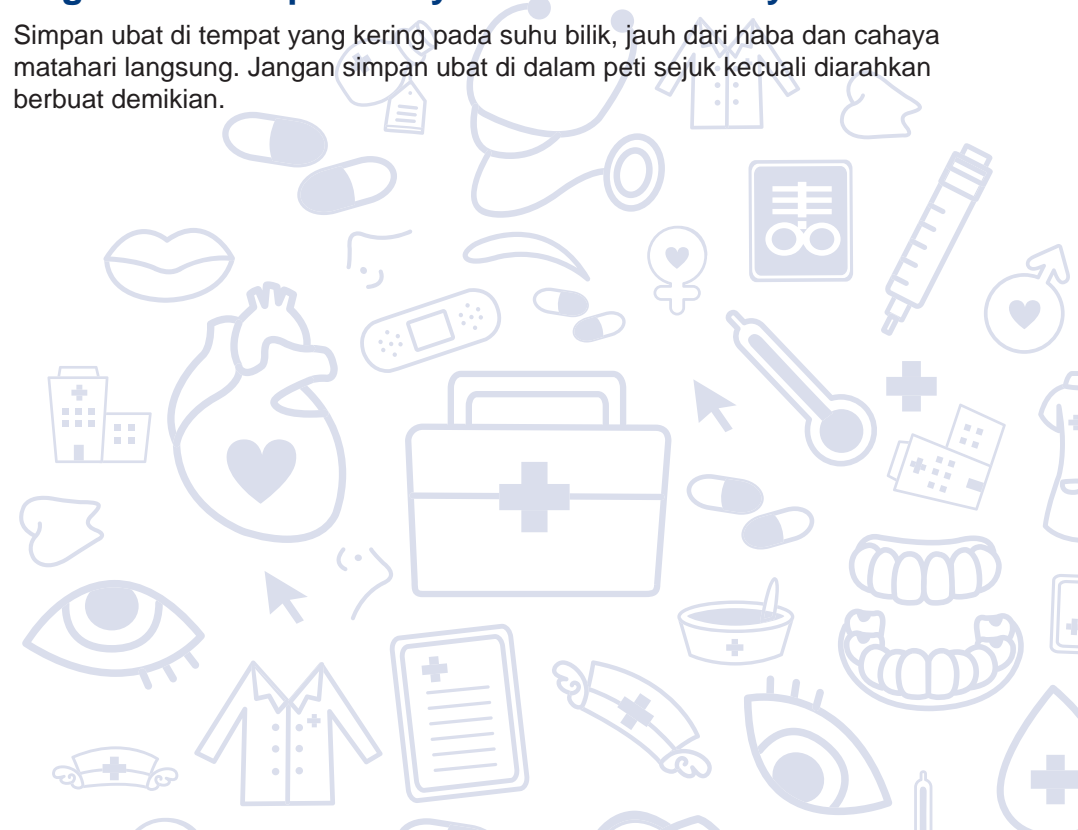 Simpan ubat di tempat yang kering pada suhu bilik, jauh dari haba dan cahaya
matahari langsung. Jangan simpan ubat di dalam peti sejuk kecuali diarahkan
berbuat demikian.